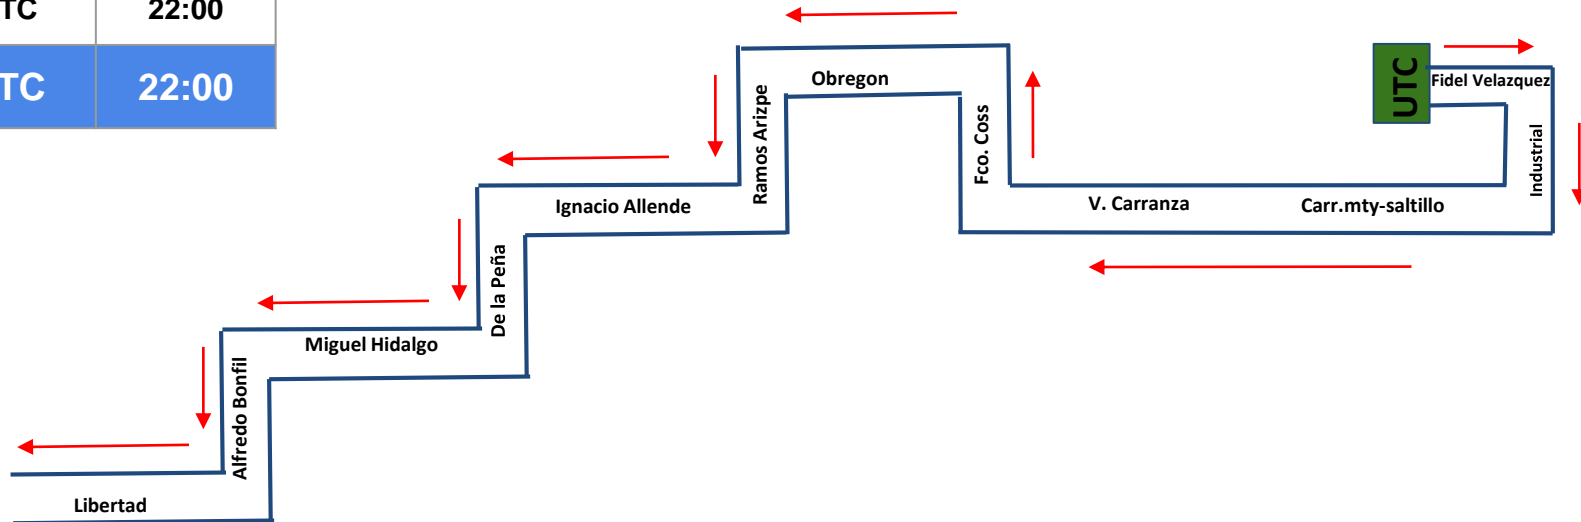 TC 22:00
TC 22:00
UTC
Fidel Velazquez
Industrial
Carr.mty-saltillo
V. Carranza
Fco. Coss
Obregon
Ramos Arizpe
Ignacio Allende
De la Peña
Miguel Hidalgo
Alfredo Bonfil
Libertad